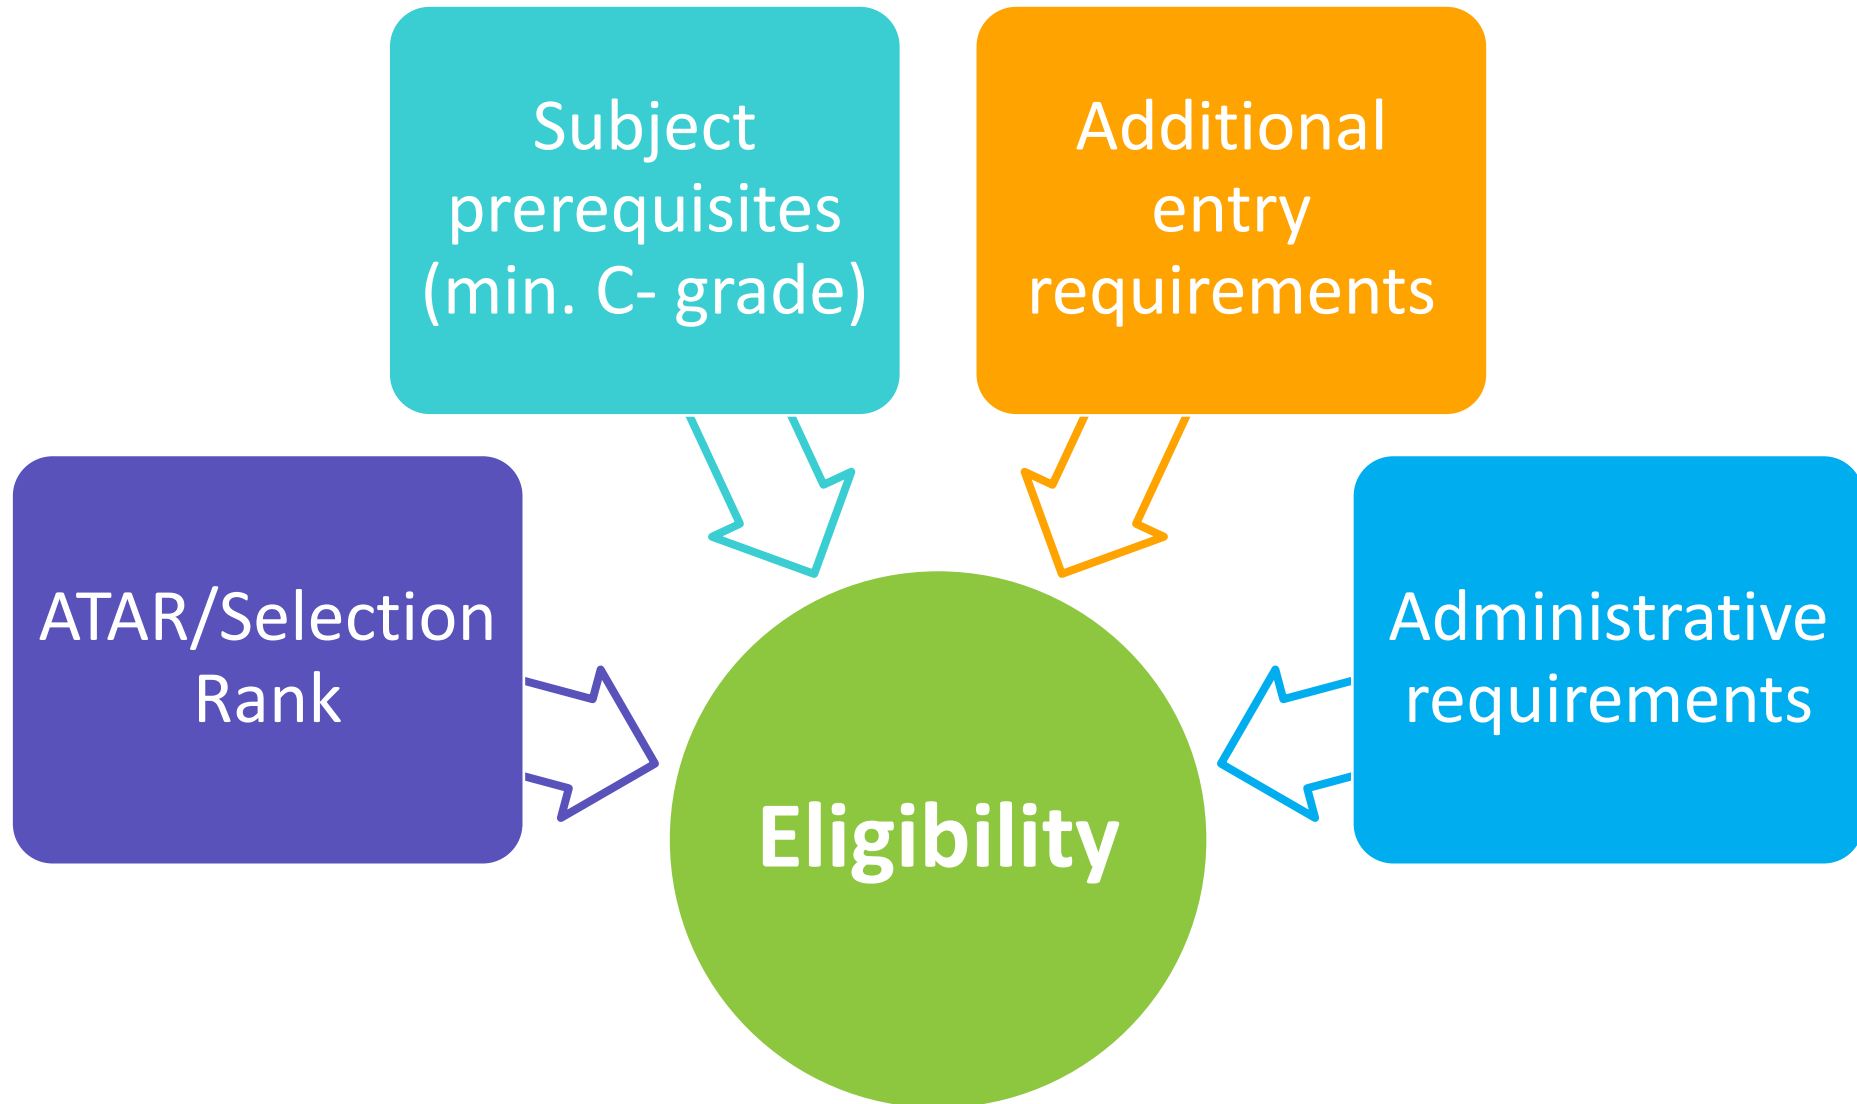 Subject
prerequisites
(min. C- grade)
Additional
entry
requirements
ATAR/Selection
Rank
Administrative
requirements
Eligibility